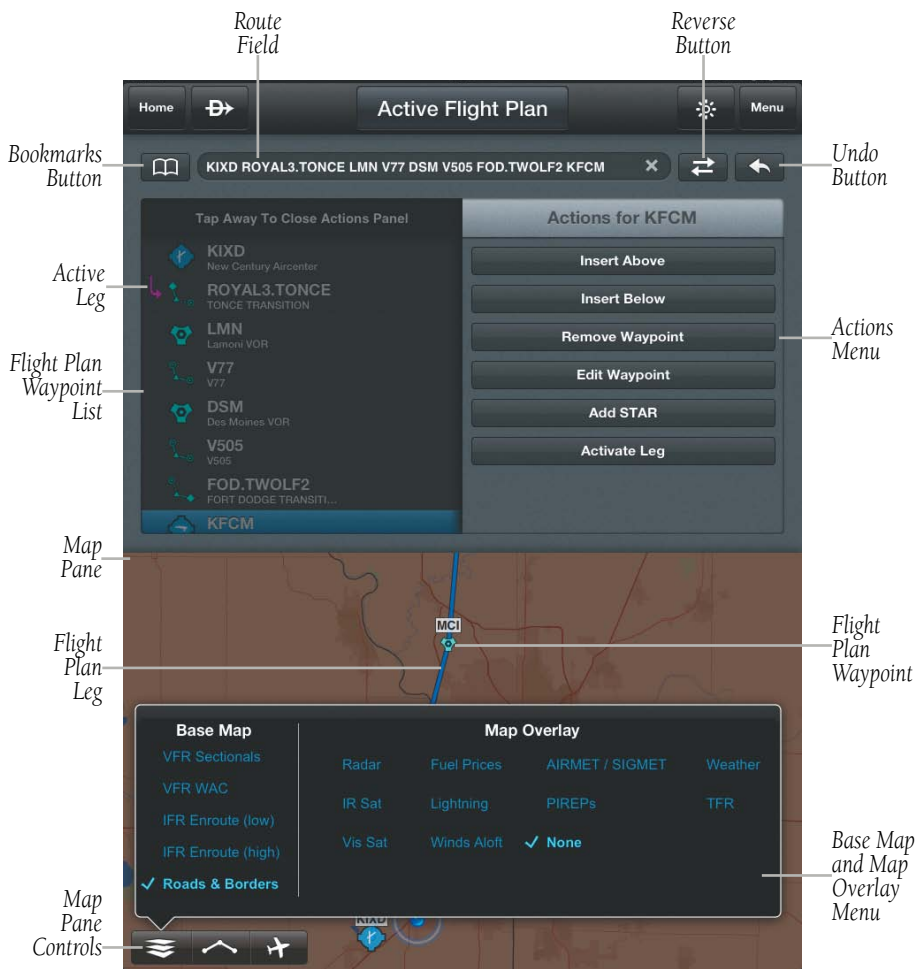 Route
Field
Reverse
Button
Home
Active Flight Plan
Menu
Bookmarks
Button
KIXD ROYAL3.TONCE LMN V77 DSM V505 FOD.TWOLF2 KFCM
Undo
Button
Tap Away To Close Actions Panel
Actions for KFCM
KIXD
New Century Aircenter
Insert Above
Active
Leg
ROYAL3.TONCE
TONCE TRANSITION
Insert Below
LMN
Lamoni VOR
Remove Waypoint
Actions
Menu
Flight Plan
Waypoint
List
V77
V77
Edit Waypoint
DSM
Des Moines VOR
Add STAR
V505
V505
Activate Leg
FOD.TWOLF2
FORT DODGE TRANSITI...
KFCM
Map
Pane
MCI
Flight
Plan
Leg
Flight
Plan
Waypoint
Base Map
VFR Sectionals
VFR WAC
IFR Enroute (low)
IFR Enroute (high)
Roads & Borders
Map Overlay
Radar Fuel Prices AIRMET / SIGMET Weather
IR Sat Lightning PIREPs TFR
Vis Sat Winds Aloft None
Base Map
and Map
Overlay
Menu
Map
Pane
Controls
KIXD